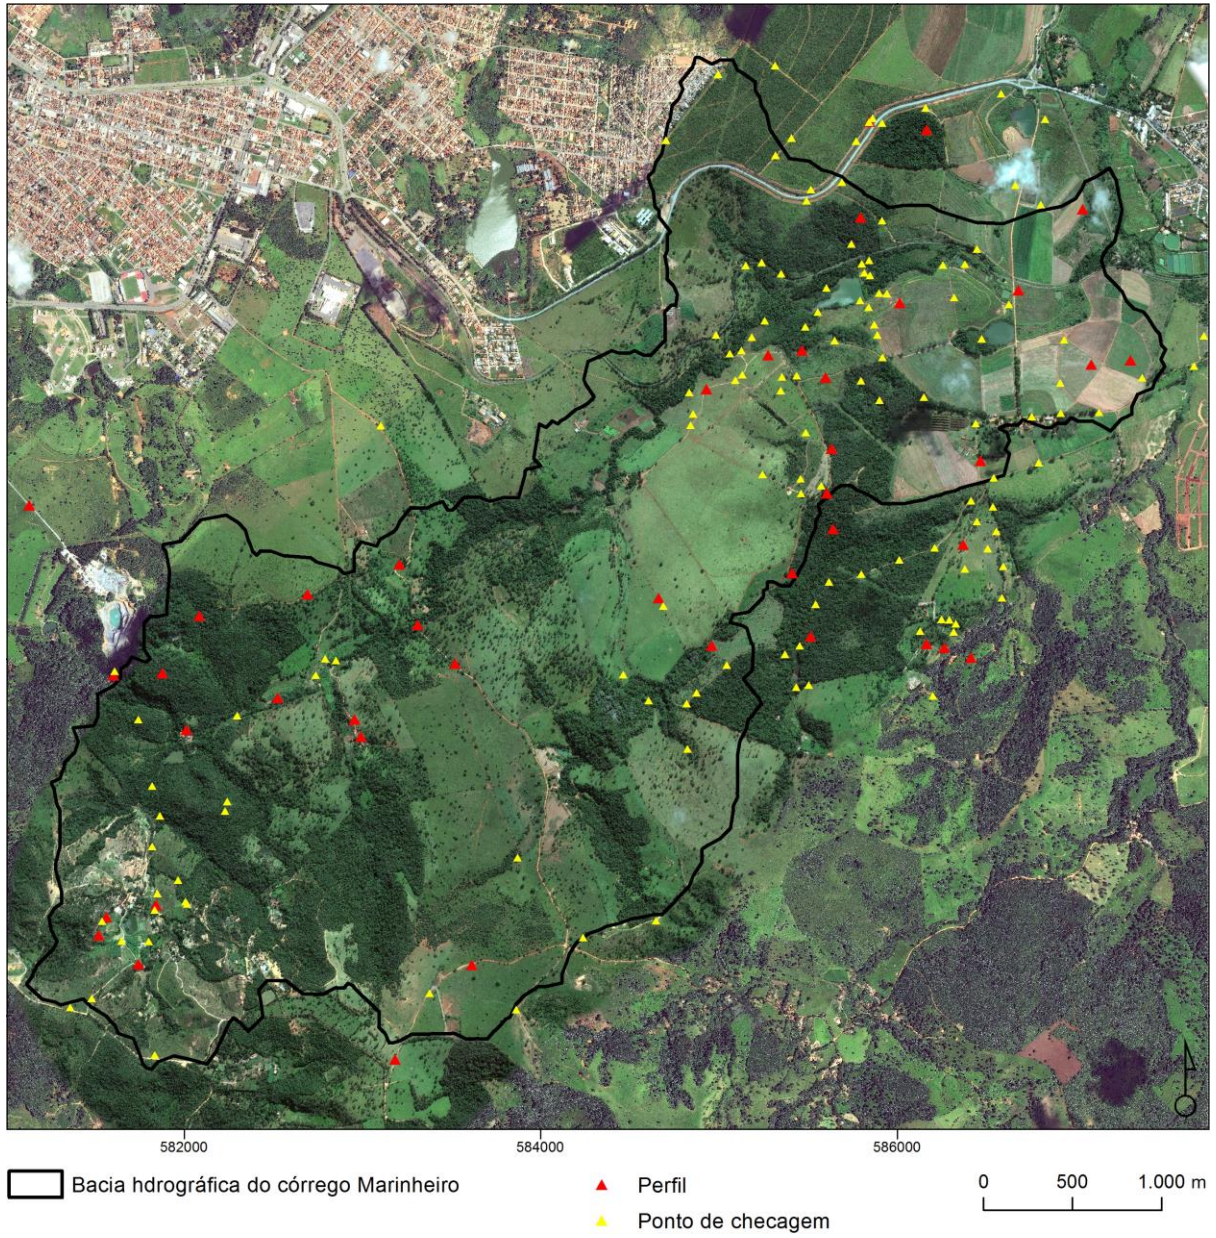 582000 584000 586000
Bacia hdrográfica do córrego Marinheiro
Perfil
Ponto de checagem
0 500 1.000 m